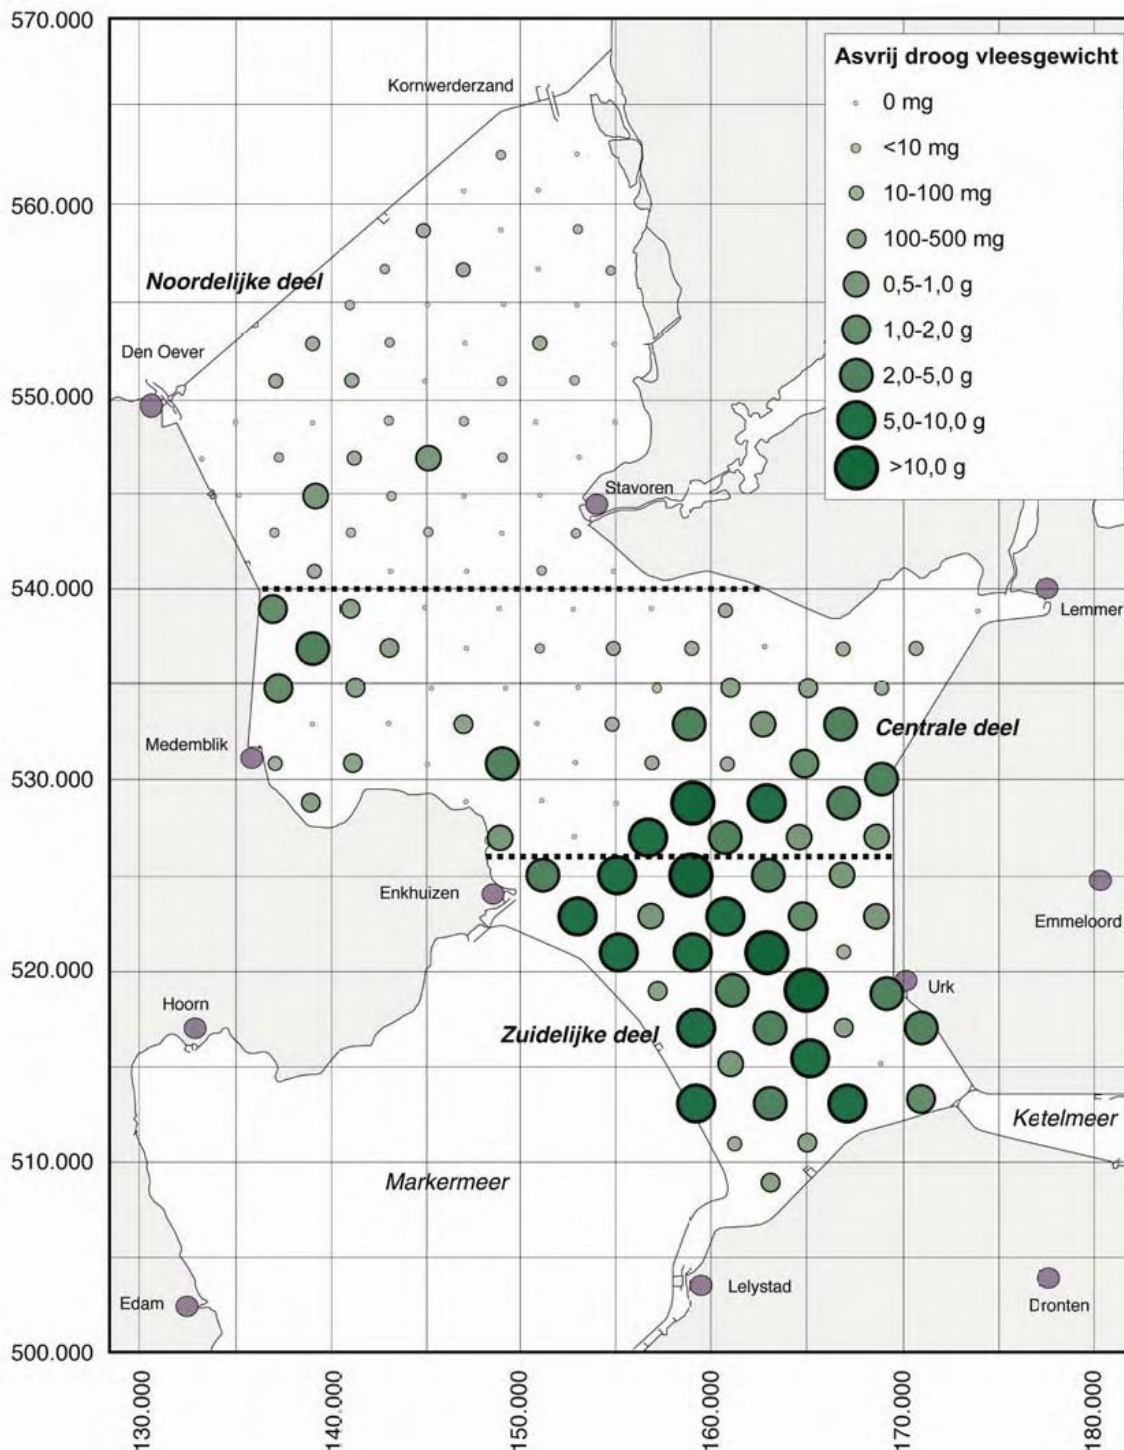 570.000
Asvrij droog vleesgewicht
0 mg
<10 mg
10-100 mg
100-500 mg
0,5-1,0 g
1,0-2,0 g
2,0-5,0 g
5,0-10,0 g
>10,0 g
Kornwerderzand
560.000
Noordelijke deel
Den Oever
550.000
Stavoren
540.000
Lemmer
Centrale deel
Medemblik
530.000
Enkhuizen
Emmeloord
520.000
Urk
Hoorn
Zuidelijke deel
Ketelmeer
510.000
Markermeer
Edam
Lelystad
Dronten
500.000
130.000
140.000
150.000
160.000
170.000
180.000